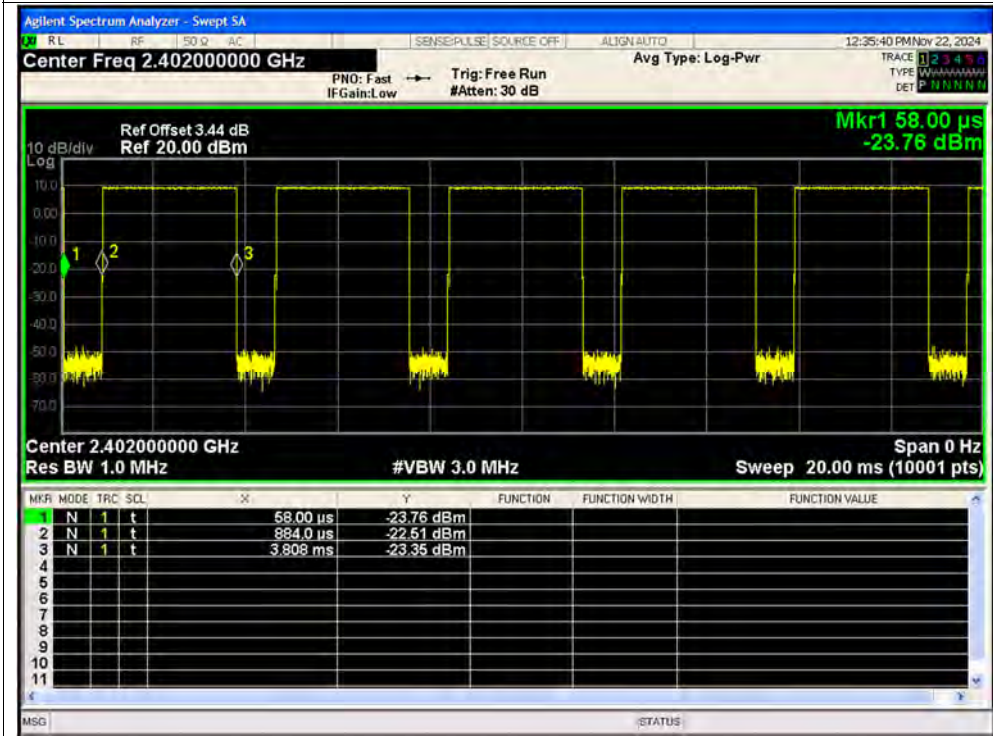 Agilent Spectrum Analyzer - Swept SA
RL RF 50 Ω AC SENSE:PULSE SOURCE OFF ALIGN AUTO 12:35:40 PM Nov 22, 2024
Center Freq 2.402000000 GHz Avg Type: Log-Pwr TRACE 1 2 3 4 5 6
PNO: Fast Trig: Free Run TYPE W
IFGain:Low #Atten: 30 dB DET P N N N N N
Mkr1 58.00 µs
Ref Offset 3.44 dB
10 dB/div Ref 20.00 dBm -23.76 dBm
Log
10.0
0.00
-10.0
1 2 3
-20.0
-30.0
-40.0
-50.0
-70.0
Center 2.402000000 GHz Span 0 Hz
Res BW 1.0 MHz #VBW 3.0 MHz Sweep 20.00 ms (10001 pts)
MKR MODE TRC SCL X Y FUNCTION FUNCTION WIDTH FUNCTION VALUE
1 N 1 t 58.00 µs -23.76 dBm
2 N 1 t 884.0 µs -22.51 dBm
3 N 1 t 3.808 ms -23.35 dBm
4
5
6
7
8
9
10
11
MSG STATUS